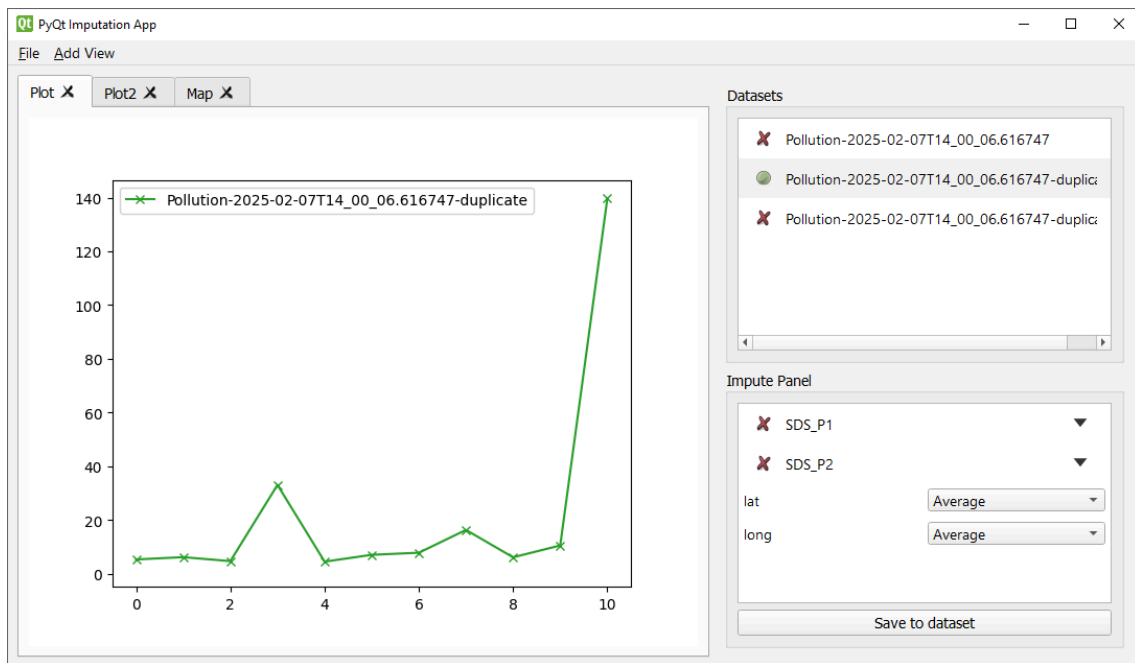 Qt PyQt Imputation App
File Add View
Plot Plot2 Map
Datasets
Pollution-2025-02-07T14_00_06.616747
Pollution-2025-02-07T14_00_06.616747-duplica
Pollution-2025-02-07T14_00_06.616747-duplica
Pollution-2025-02-07T14_00_06.616747-duplicate
140
120
100
80
60
40
20
0
0 2 4 6 8 10
Impute Panel
SDS_P1
SDS_P2
lat Average
long Average
Save to dataset